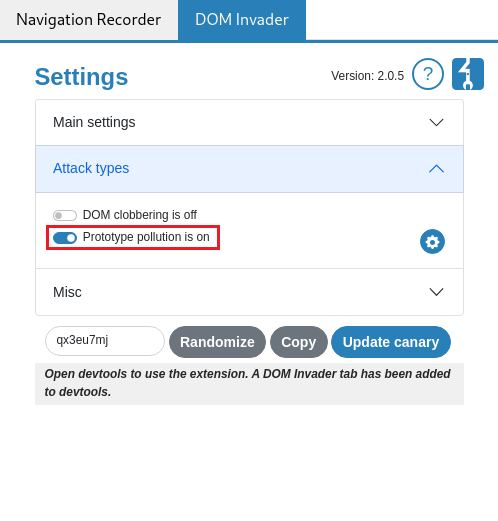 Navigation Recorder
DOM Invader
Settings
Version: 2.0.5
?
Main settings
Attack types
DOM clobbering is off
Prototype pollution is on
Misc
qx3eu7mj
Randomize
Copy
Update canary
Open devtools to use the extension. A DOM Invader tab has been added
to devtools.